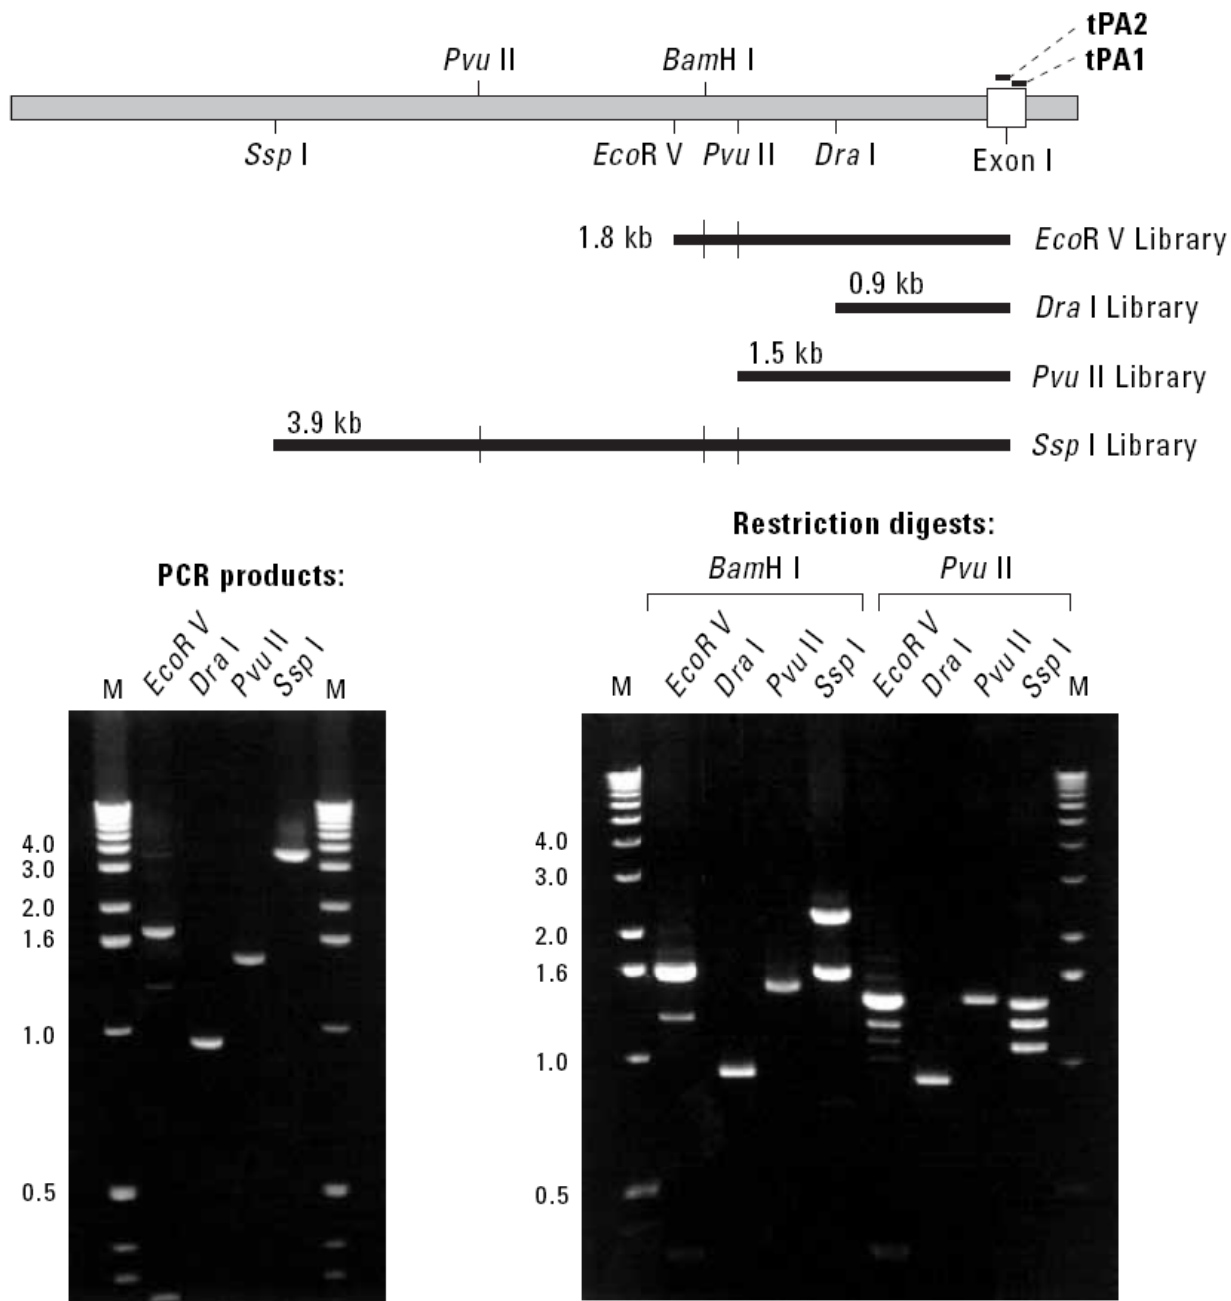 tPA2
tPA1
Pvu II
BamH I
Ssp I
EcoR V
Pvu II
Dra I
Exon I
1.8 kb
EcoR V Library
0.9 kb
Dra I Library
1.5 kb
Pvu II Library
3.9 kb
Ssp I Library
Restriction digests:
PCR products:
BamH I
Pvu II
M
EcoR V
Dra I
Pvu II
Ssp I
M
M
EcoR V
Dra I
Pvu II
Ssp I
EcoR V
Dra I
Pvu II
Ssp I
M
4.0
3.0
2.0
1.6
1.0
0.5
4.0
3.0
2.0
1.6
1.0
0.5